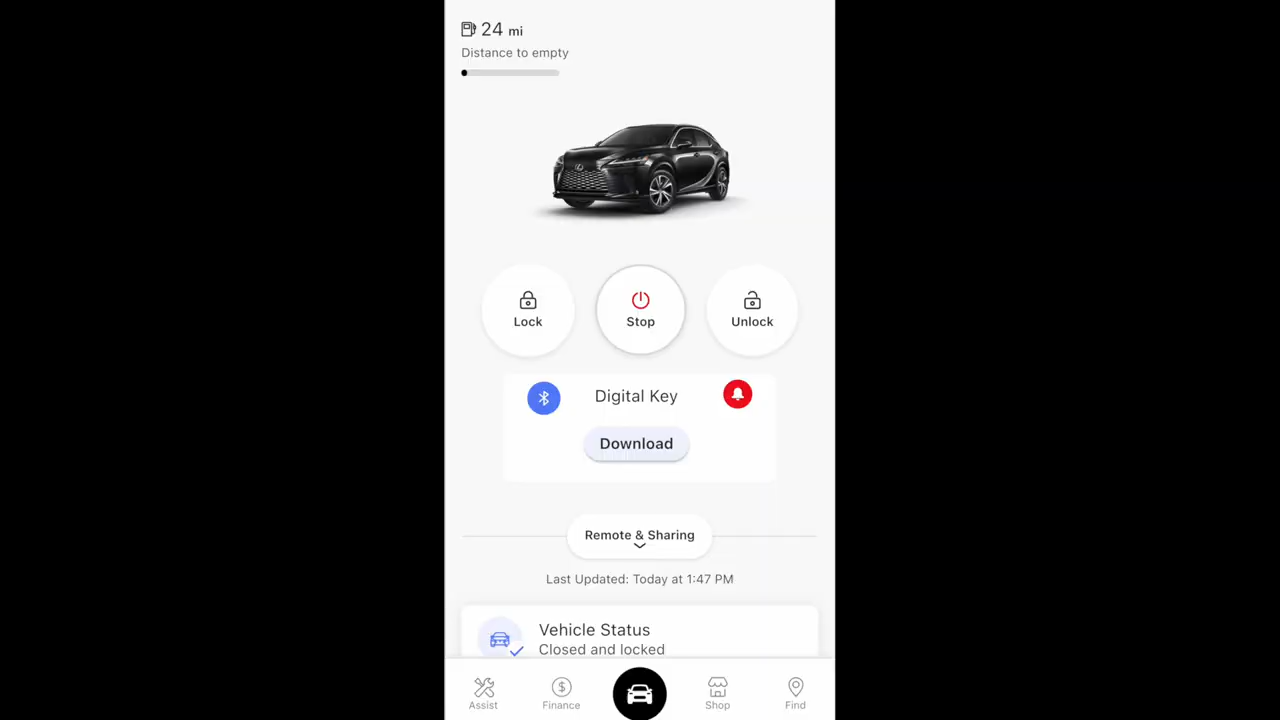 24 mi
Distance to empty
Lock
Stop
Unlock
Digital Key
Download
Remote & Sharing
Last Updated: Today at 1:47 PM
Vehicle Status
Closed and locked
Assist
Finance
Shop
Find